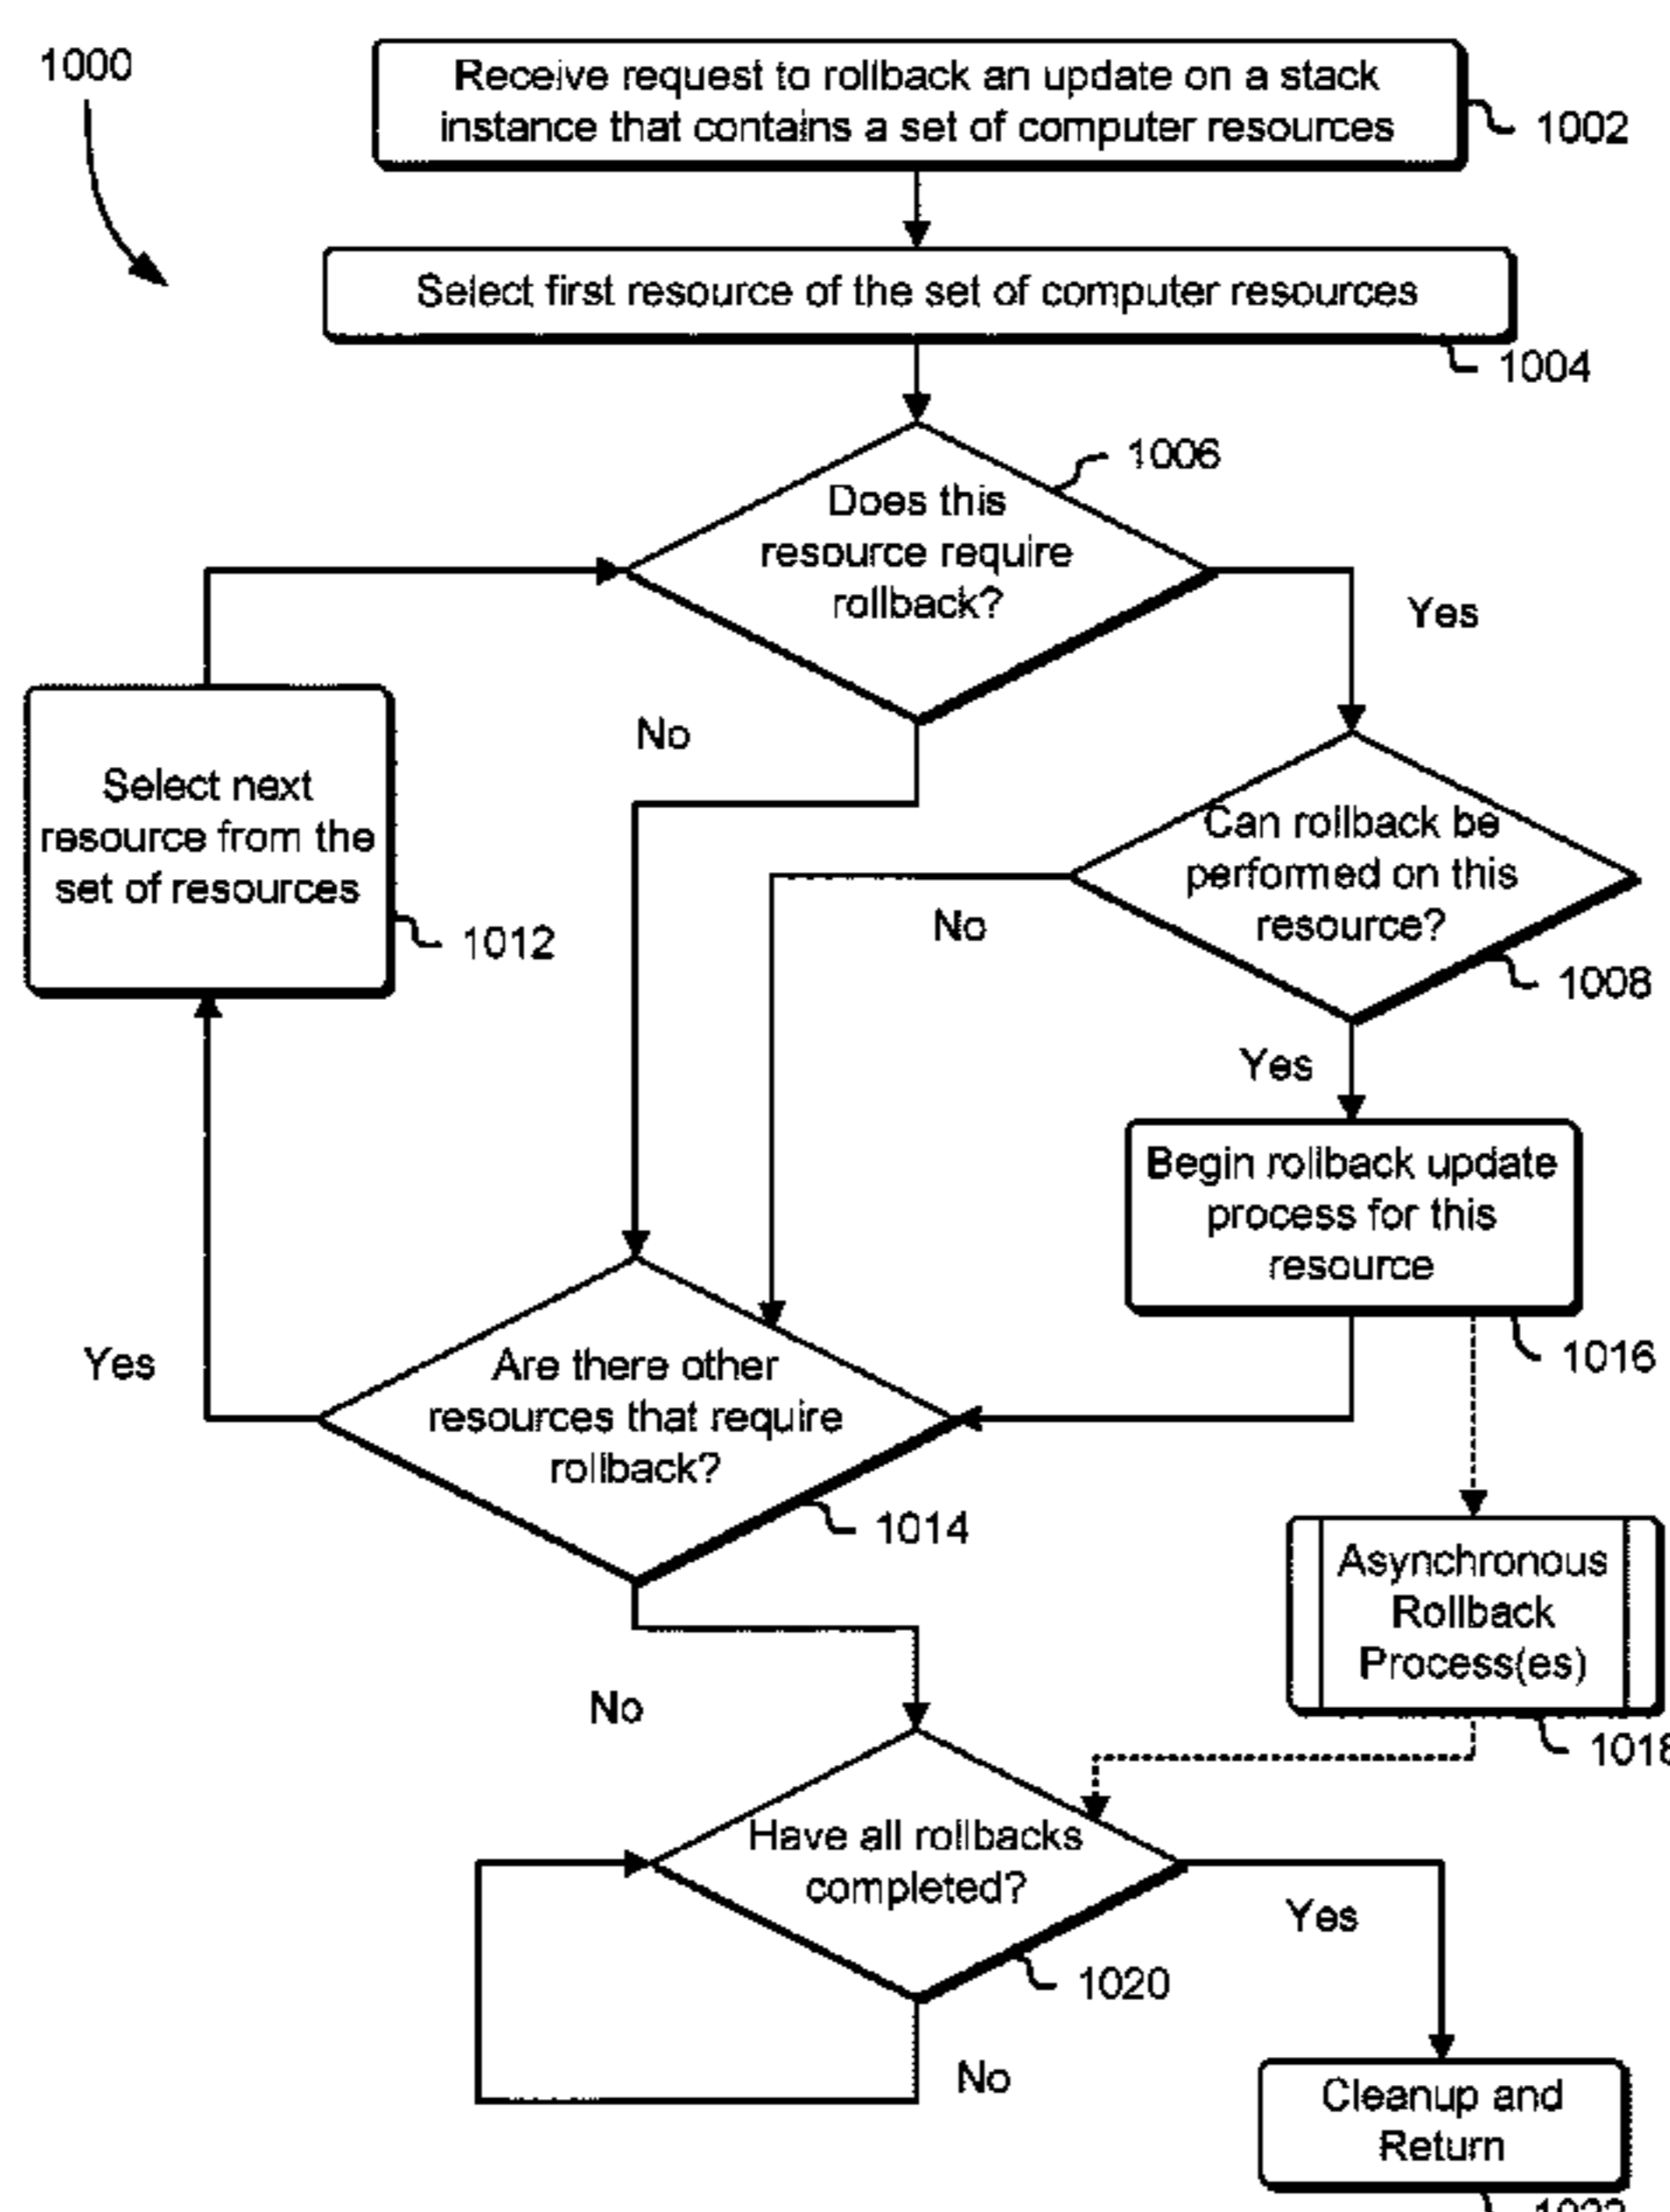 1000
Receive request to rollback an update on a stack
instance that contains a set of computer resources
1002
Select first resource of the set of computer resources
1004
1006
Does this
resource require
rollback?
Yes
No
Select next
resource from the
set of resources
1012
Can rollback be
performed on this
resource?
No
1008
Yes
Begin rollback update
process for this
resource
1016
Yes
Are there other
resources that require
rollback?
1014
Asynchronous
Rollback
Process(es)
1018
No
Have all rollbacks
completed?
Yes
1020
No
Cleanup and
Return